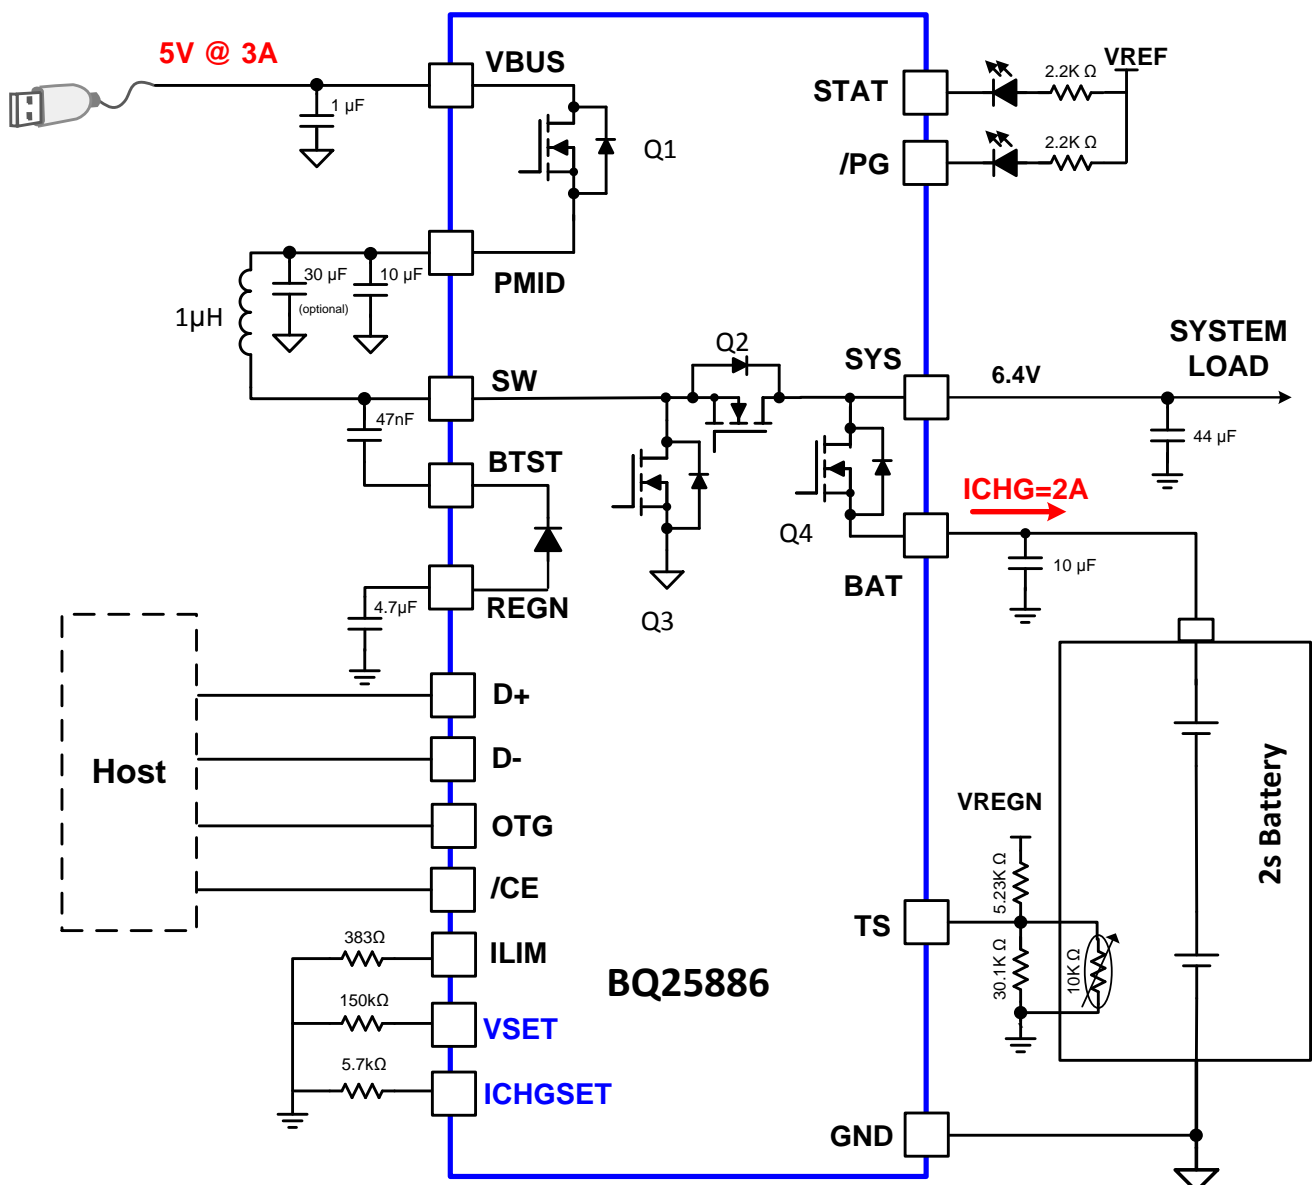 5V @ 3A
VBUS
1 µF
Q1
STAT
2.2K Ω
VREF
/PG
2.2K Ω
PMID
30 µF
(optional)
10 µF
1µH
SW
Q2
SYS
6.4V
SYSTEM
LOAD
44 µF
47nF
BTST
Q4
ICHG=2A
BAT
10 µF
REGN
4.7µF
Q3
Host
D+
D-
OTG
/CE
ILIM
383Ω
VSET
150kΩ
ICHGSET
5.7kΩ
BQ25886
VREGN
5.23K Ω
TS
30.1K Ω
10K Ω
2s Battery
GND